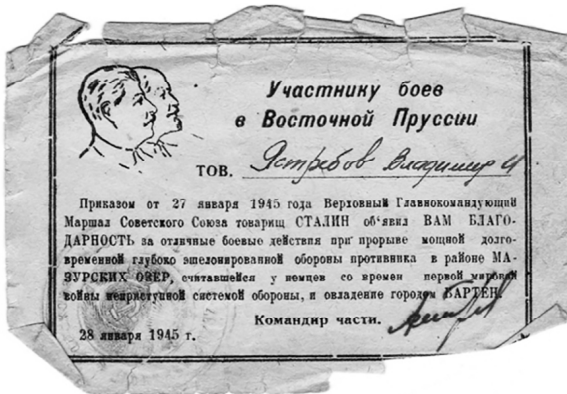 Участнику боев
в Восточной Пруссии
тов. Ястребов Владимир И
Приказом от 27 января 1945 года Верховный Главнокомандующий
Маршал Советского Союза товарищ СТАЛИН об'явил ВАМ БЛАГО-
ДАРНОСТЬ за отличные боевые действия при прорыве мощной долго-
временной глубоко эшелонированной обороны противника в районе МА-
ЗУРСКИХ ОЗЕР, считавшейся у немцев со времен первой мировой
войны неприступной системой обороны, и овладение городом БАРТЕН.
Командир части.
28 января 1945 г.